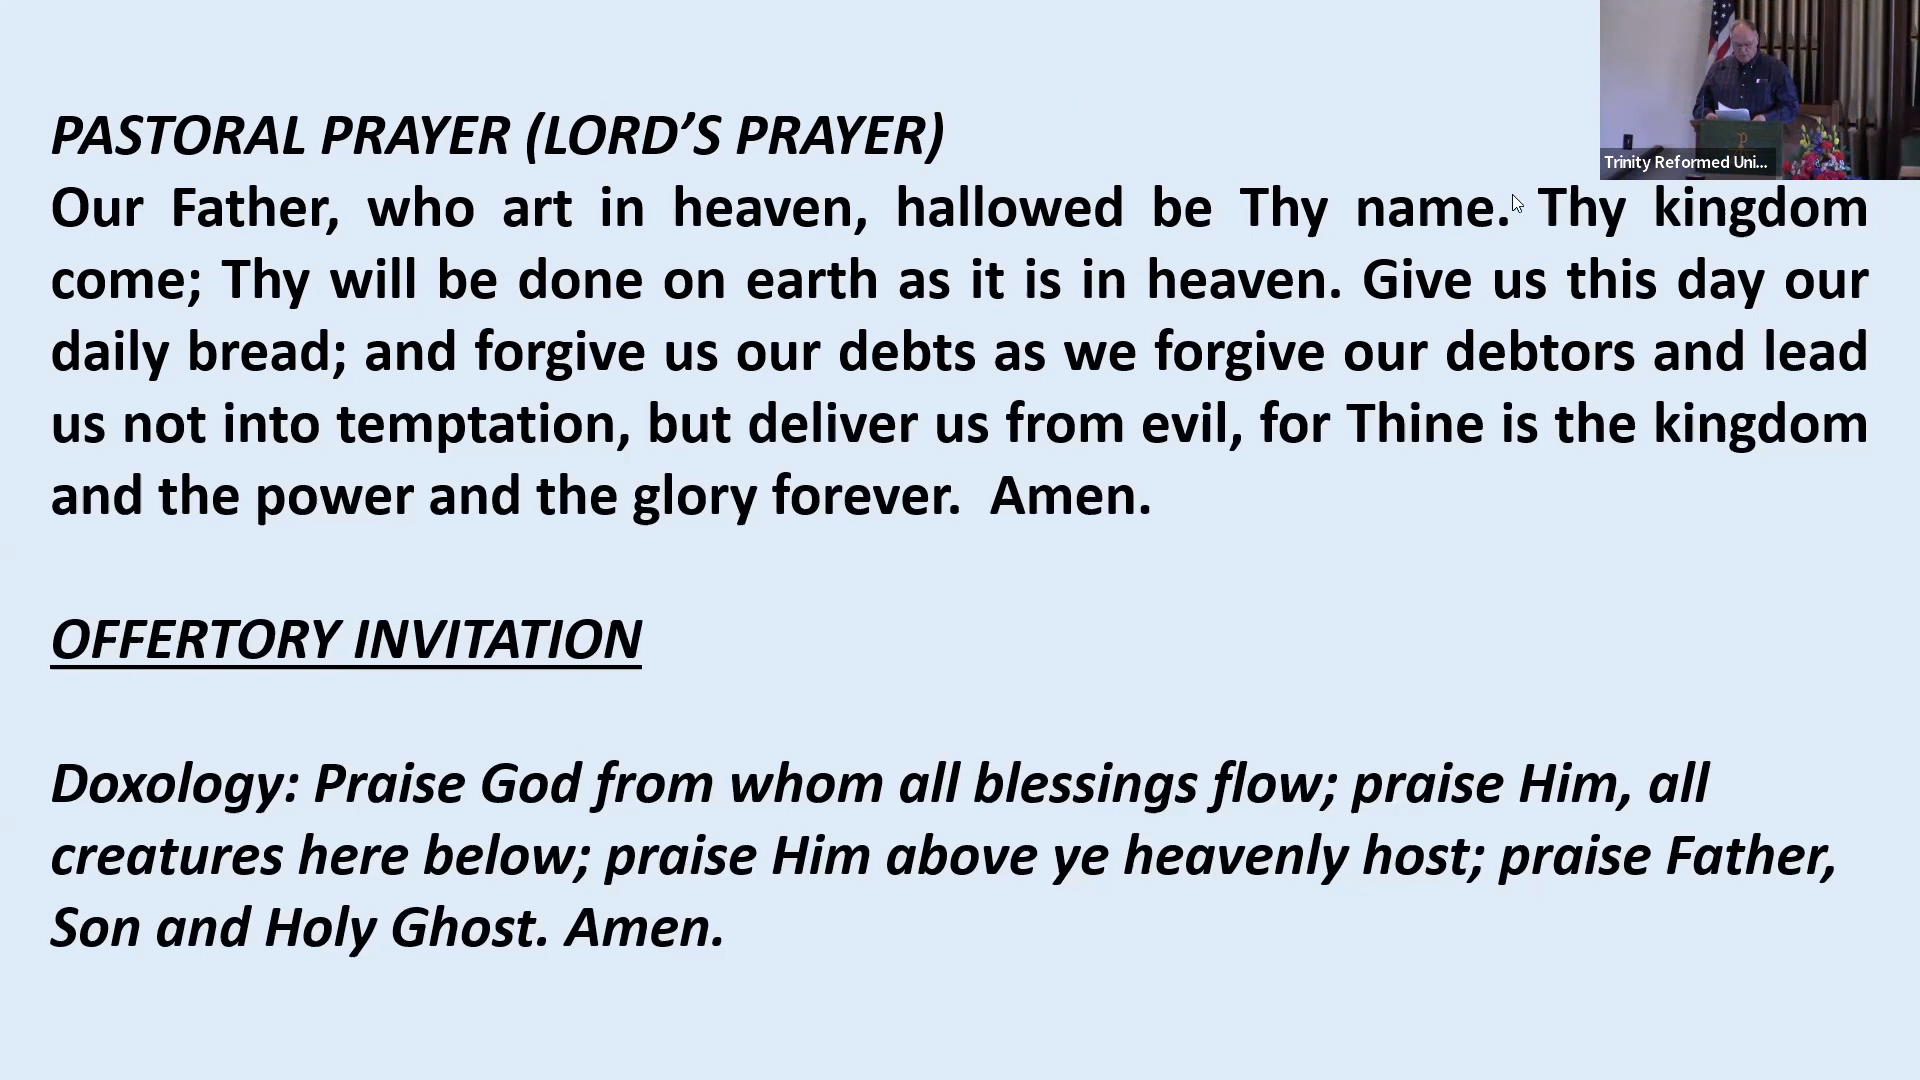 PASTORAL PRAYER (LORD’S PRAYER)
Our Father, who art in heaven, hallowed be Thy name. Thy kingdom
come; Thy will be done on earth as it is in heaven. Give us this day our
daily bread; and forgive us our debts as we forgive our debtors and lead
us not into temptation, but deliver us from evil, for Thine is the kingdom
and the power and the glory forever.  Amen.
OFFERTORY INVITATION
Doxology: Praise God from whom all blessings flow; praise Him, all
creatures here below; praise Him above ye heavenly host; praise Father,
Son and Holy Ghost. Amen.
Trinity Reformed Uni...